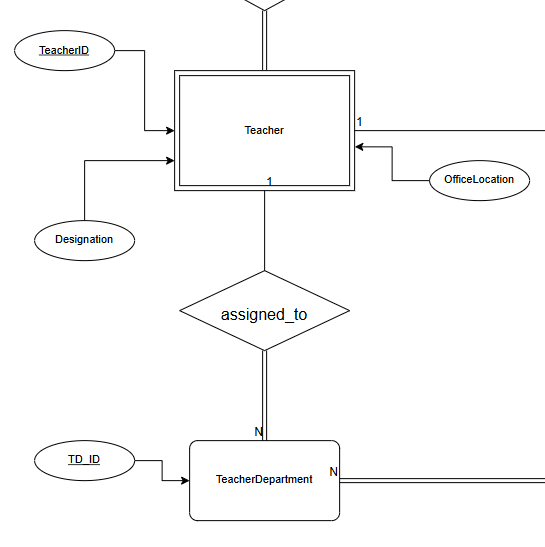 TeacherID
Teacher
1
OfficeLocation
1
Designation
assigned_to
N
TD_ID
TeacherDepartment
N